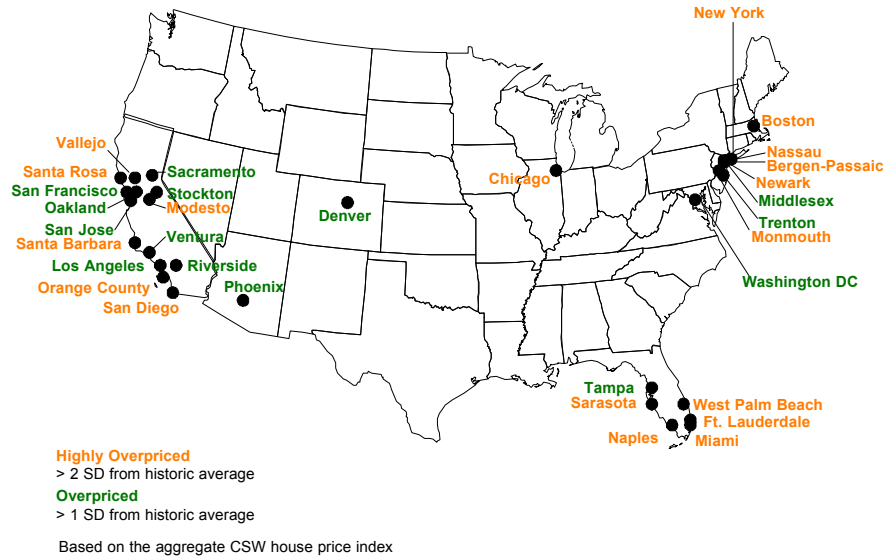 New York
Boston
Vallejo
Nassau
Santa Rosa
Sacramento
Chicago
Bergen-Passaic
Newark
San Francisco
Stockton
Oakland
Modesto
Denver
Middlesex
Trenton
San Jose
Monmouth
Santa Barbara
Ventura
Los Angeles
Riverside
Washington DC
Orange County
Phoenix
San Diego
Tampa
Sarasota
West Palm Beach
Ft. Lauderdale
Naples
Miami
Highly Overpriced
> 2 SD from historic average
Overpriced
> 1 SD from historic average
Based on the aggregate CSW house price index